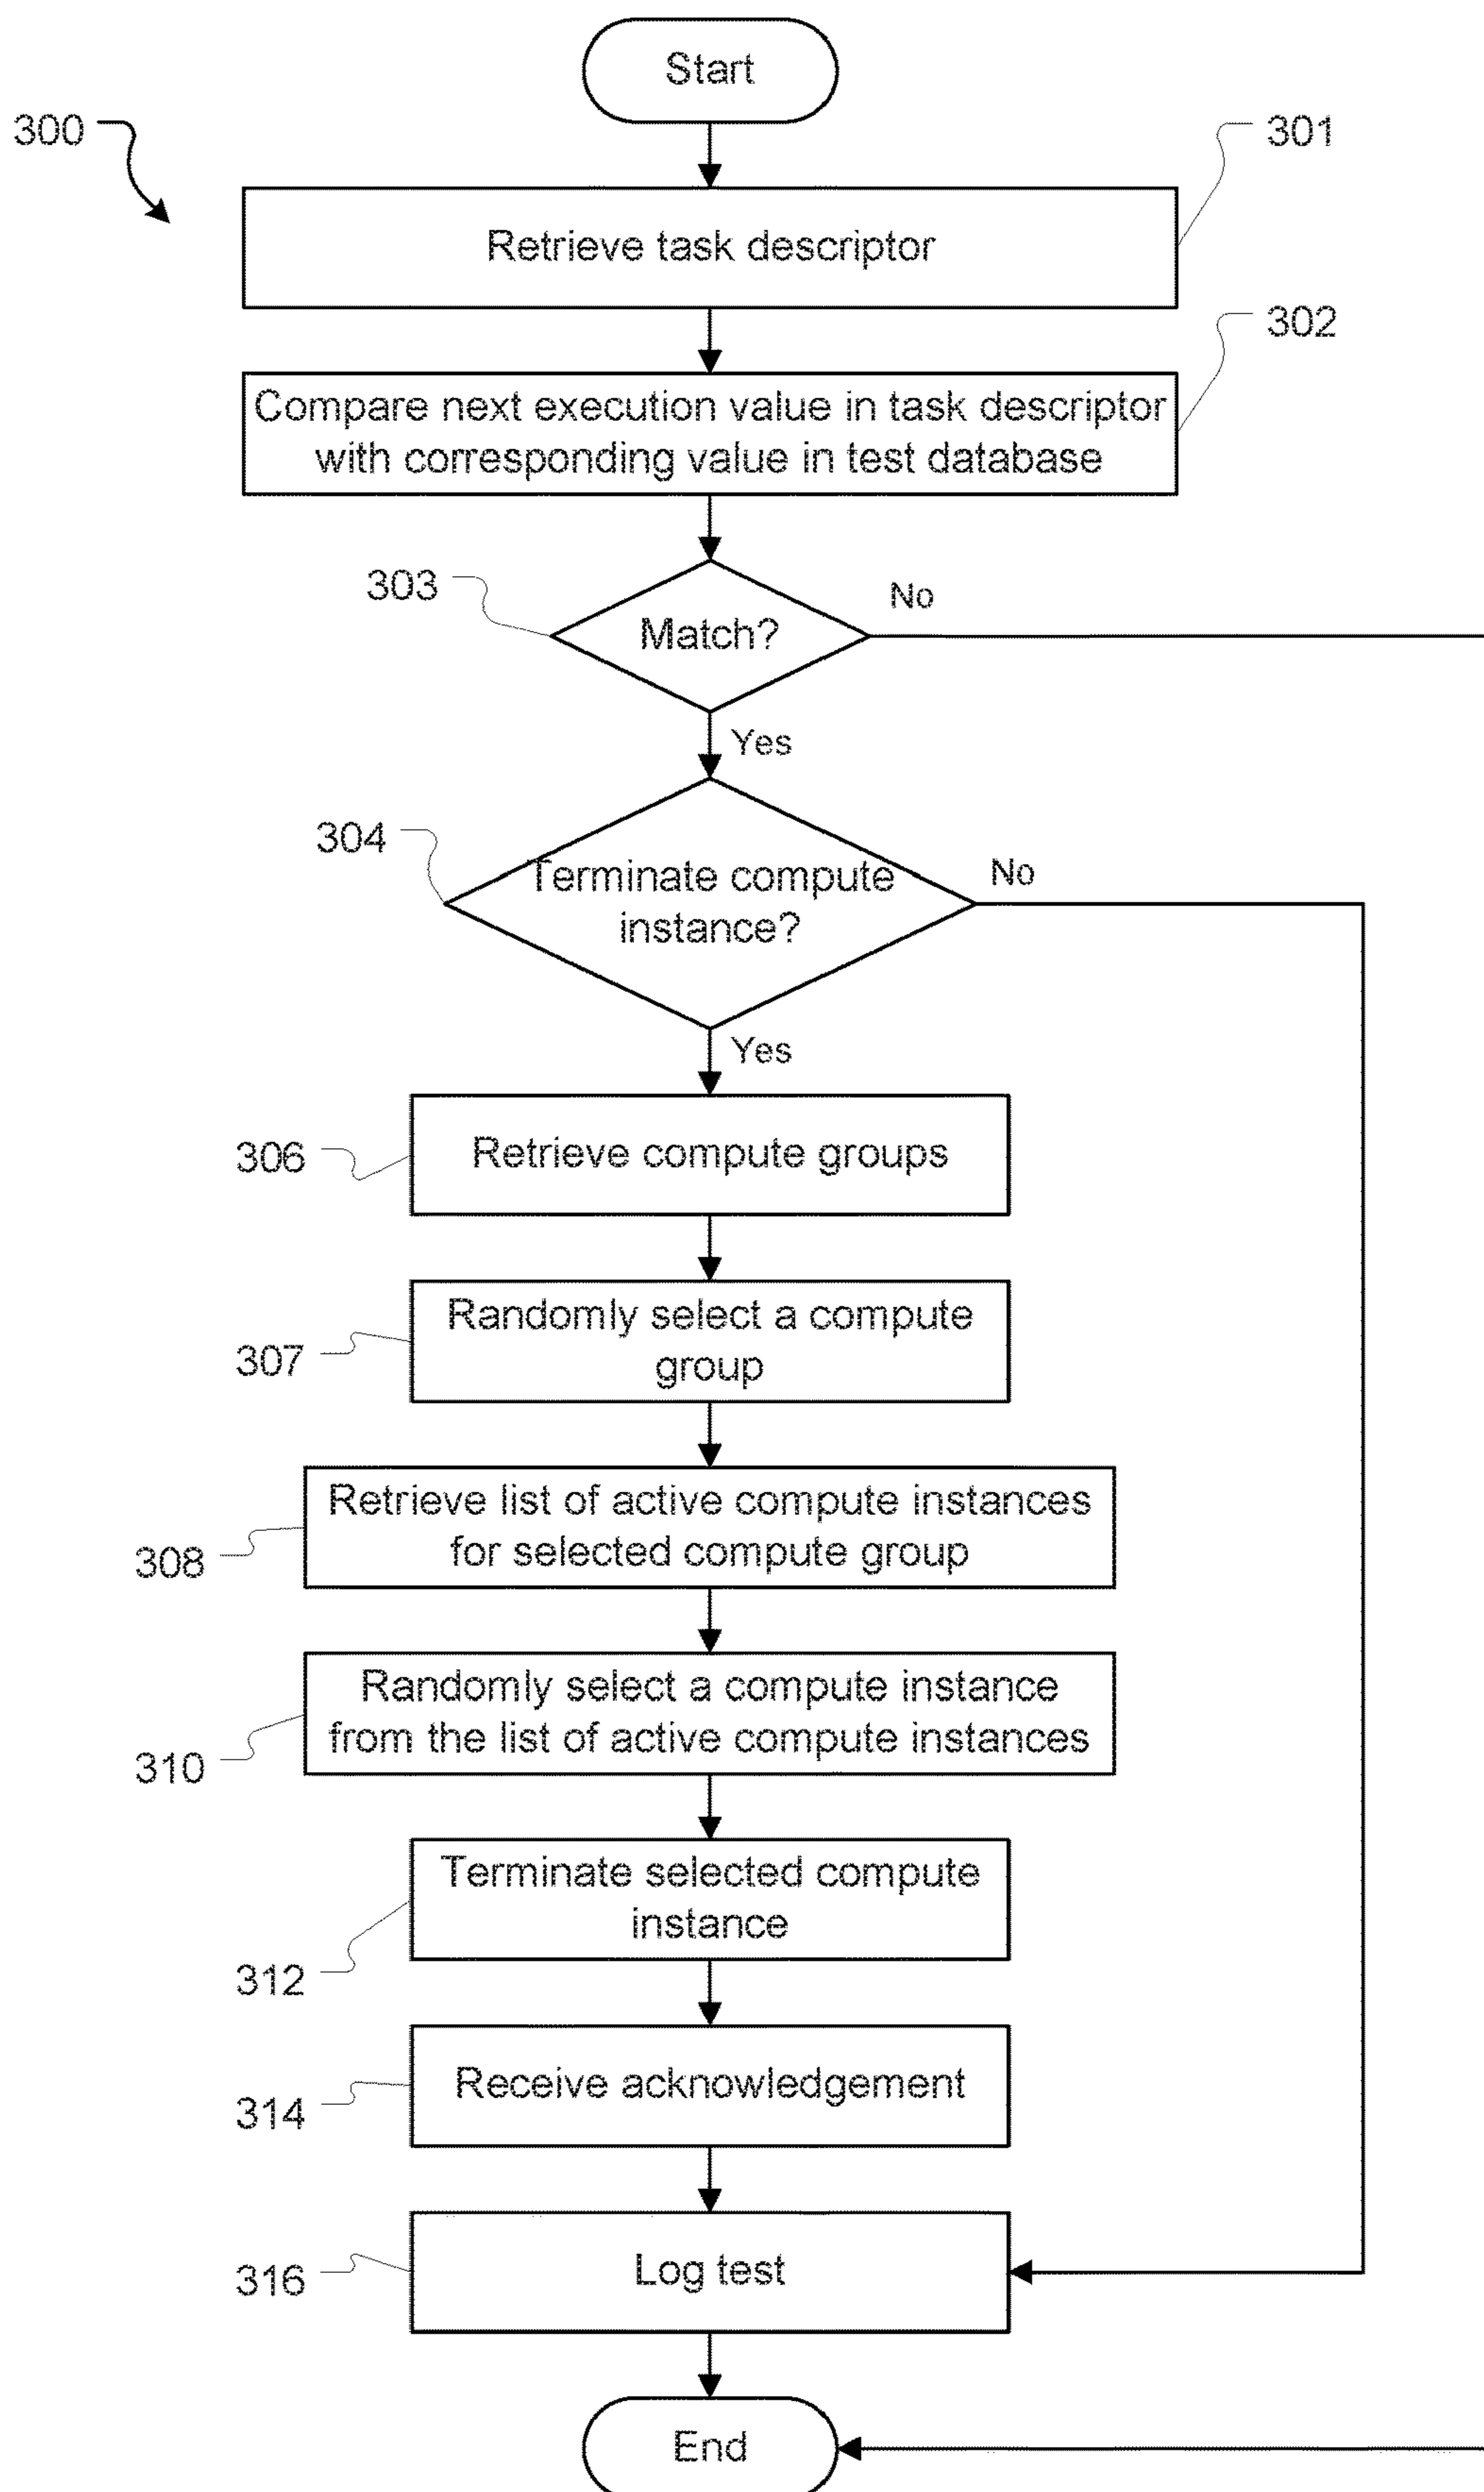 Start
300
301
Retrieve task descriptor
302
Compare next execution value in task descriptor
with corresponding value in test database
303
Match?
No
Yes
304
Terminate compute
instance?
No
Yes
306
Retrieve compute groups
307
Randomly select a compute
group
308
Retrieve list of active compute instances
for selected compute group
310
Randomly select a compute instance
from the list of active compute instances
312
Terminate selected compute
instance
314
Receive acknowledgement
316
Log test
End